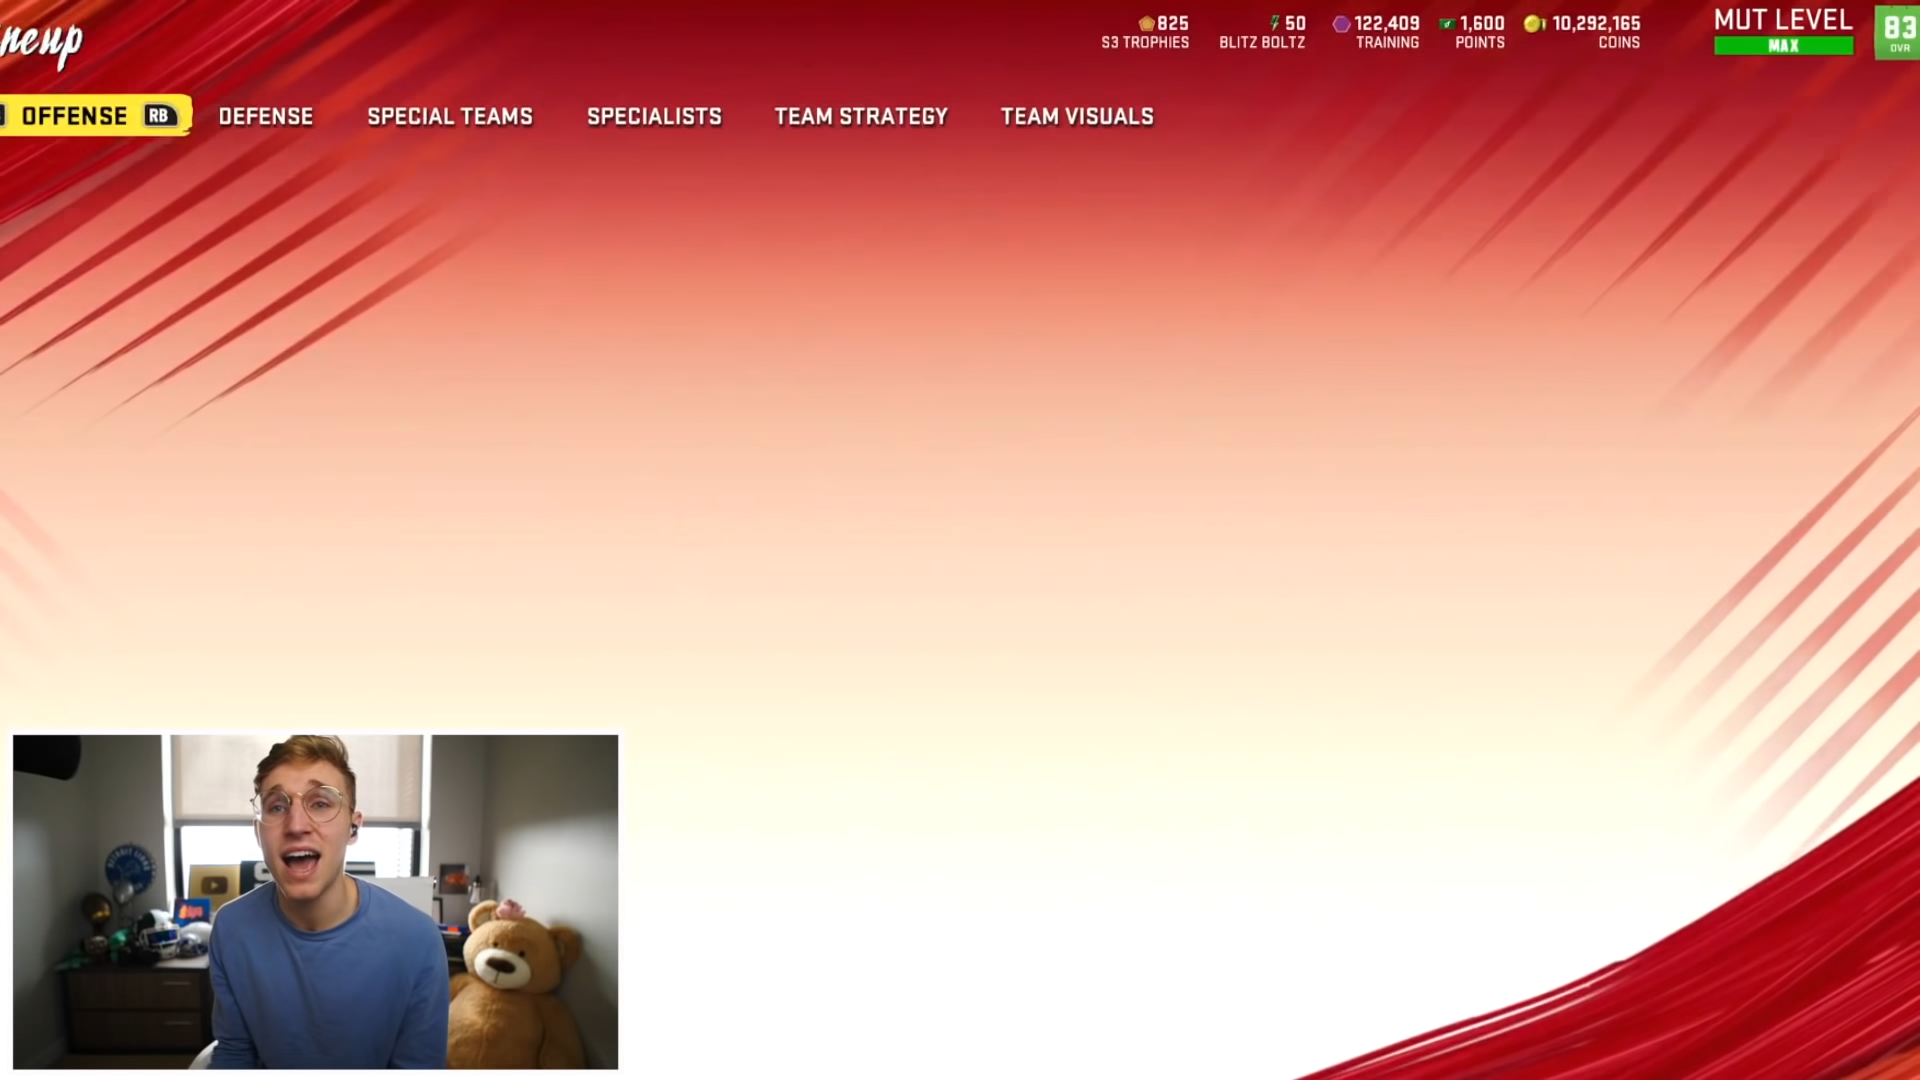 neup
825
S3 TROPHIES
50
BLITZ BOLTZ
122,409
TRAINING
1,600
POINTS
10,292,165
COINS
MUT LEVEL
MAX
83
OVR
OFFENSE RB
DEFENSE
SPECIAL TEAMS
SPECIALISTS
TEAM STRATEGY
TEAM VISUALS